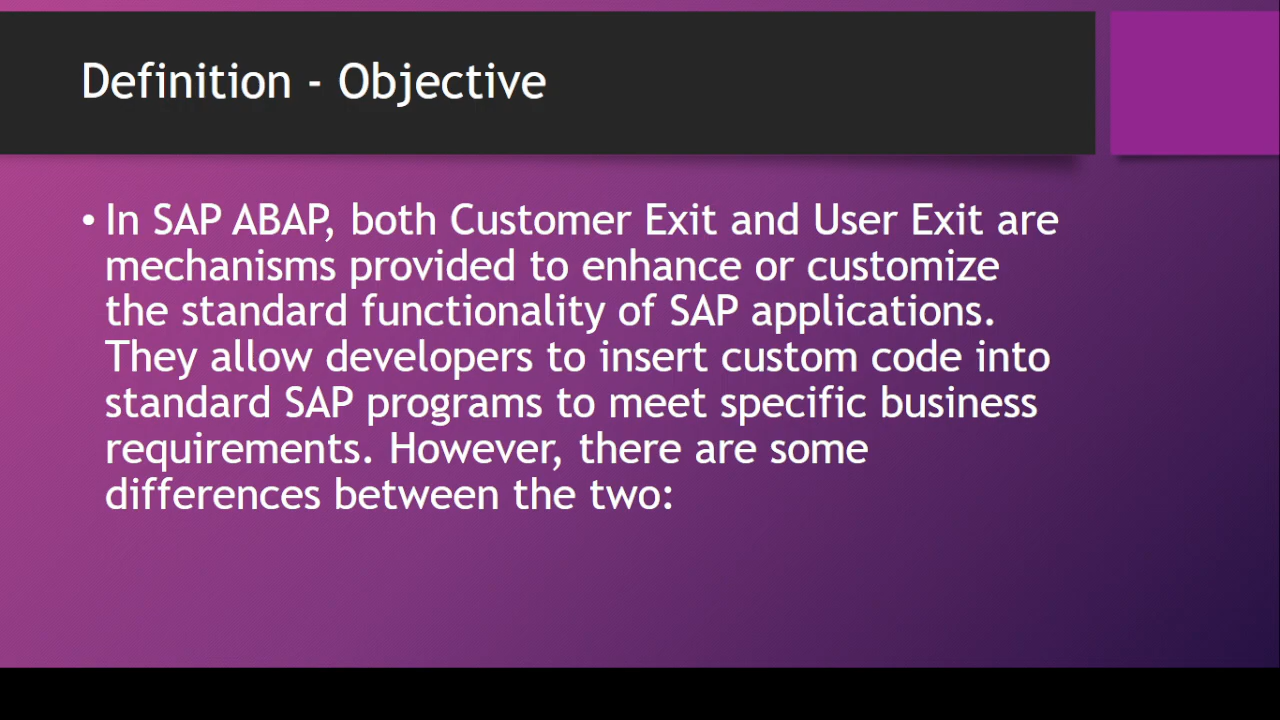 Definition - Objective
• In SAP ABAP, both Customer Exit and User Exit are
mechanisms provided to enhance or customize
the standard functionality of SAP applications.
They allow developers to insert custom code into
standard SAP programs to meet specific business
requirements. However, there are some
differences between the two: